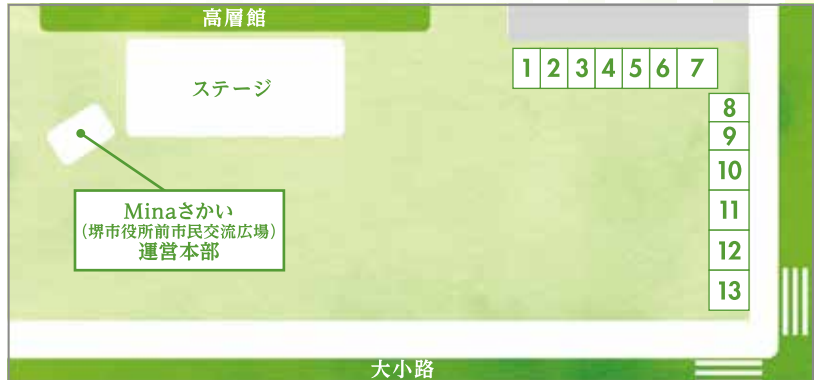 高層館
ステージ
1 2 3 4 5 6 7
8
9
10
11
12
13
Minaさかい
（堺市役所前市民交流広場）
運営本部
大小路